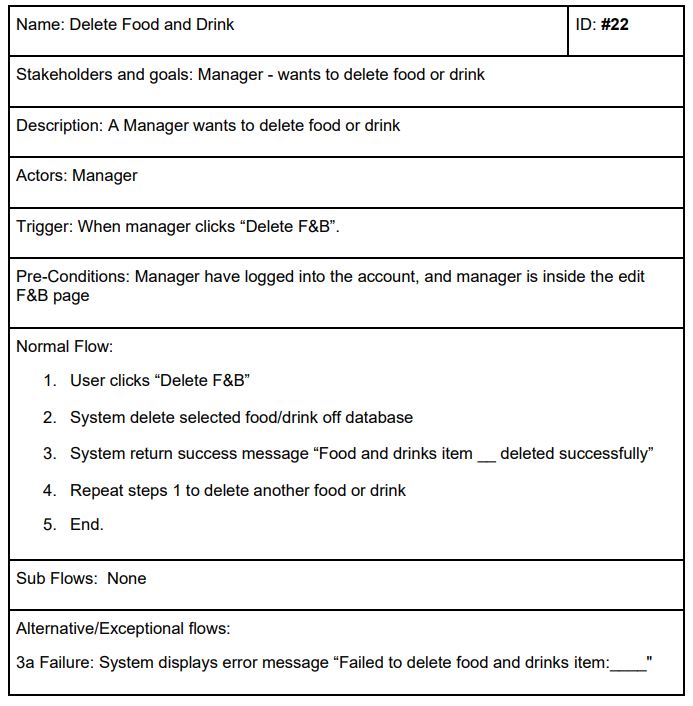 Name: Delete Food and Drink
ID: #22
Stakeholders and goals: Manager - wants to delete food or drink
Description: A Manager wants to delete food or drink
Actors: Manager
Trigger: When manager clicks “Delete F&B”.
Pre-Conditions: Manager have logged into the account, and manager is inside the edit
F&B page
Normal Flow:
1. User clicks “Delete F&B”
2. System delete selected food/drink off database
3. System return success message “Food and drinks item __ deleted successfully”
4. Repeat steps 1 to delete another food or drink
5. End.
Sub Flows: None
Alternative/Exceptional flows:
3a Failure: System displays error message “Failed to delete food and drinks item:____"